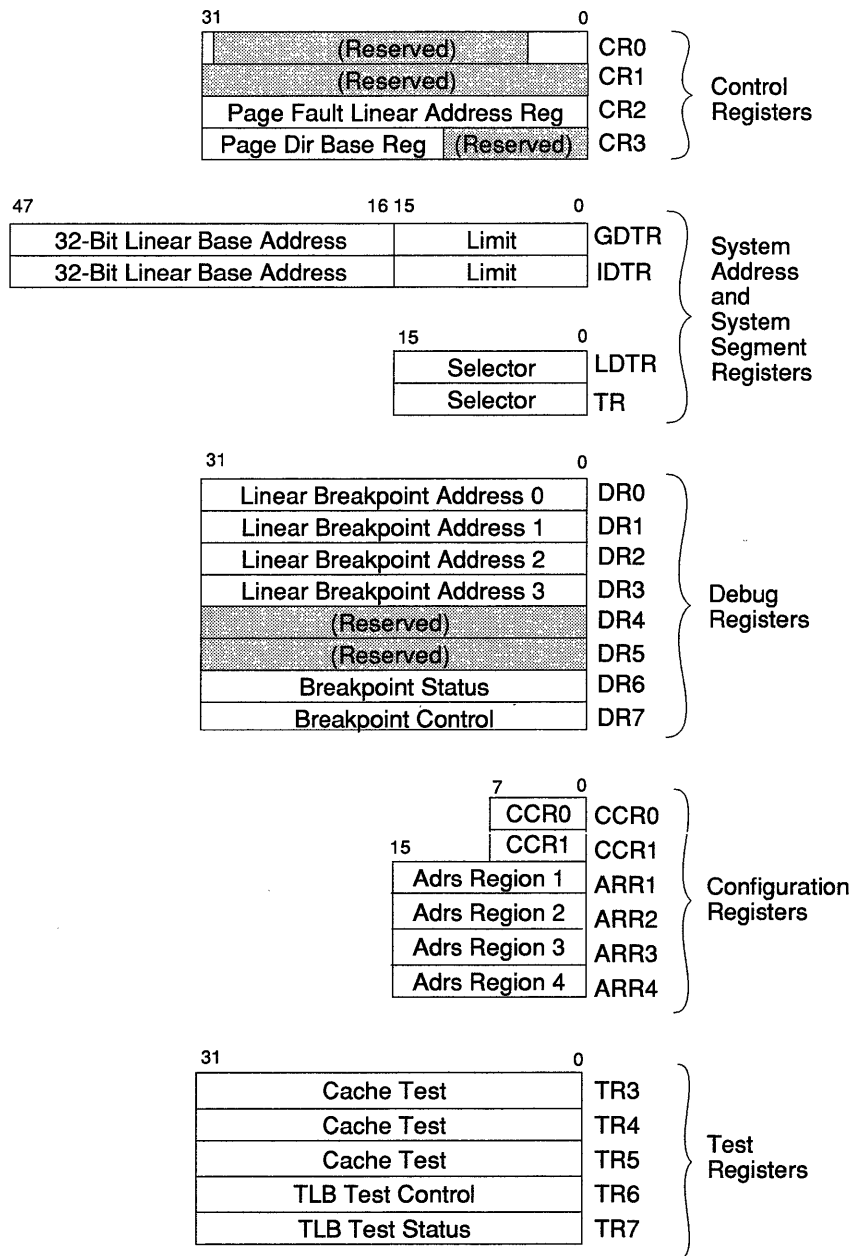 31 0
(Reserved) CR0
(Reserved) CR1
Page Fault Linear Address Reg CR2
Page Dir Base Reg (Reserved) CR3
Control
Registers
47 16 15 0
32-Bit Linear Base Address Limit GDTR
32-Bit Linear Base Address Limit IDTR
15 0
Selector LDTR
Selector TR
System
Address
and
System
Segment
Registers
31 0
Linear Breakpoint Address 0 DR0
Linear Breakpoint Address 1 DR1
Linear Breakpoint Address 2 DR2
Linear Breakpoint Address 3 DR3
(Reserved) DR4
(Reserved) DR5
Breakpoint Status DR6
Breakpoint Control DR7
Debug
Registers
7 0
CCR0 CCR0
CCR1 CCR1
15
Adrs Region 1 ARR1
Adrs Region 2 ARR2
Adrs Region 3 ARR3
Adrs Region 4 ARR4
Configuration
Registers
31 0
Cache Test TR3
Cache Test TR4
Cache Test TR5
TLB Test Control TR6
TLB Test Status TR7
Test
Registers